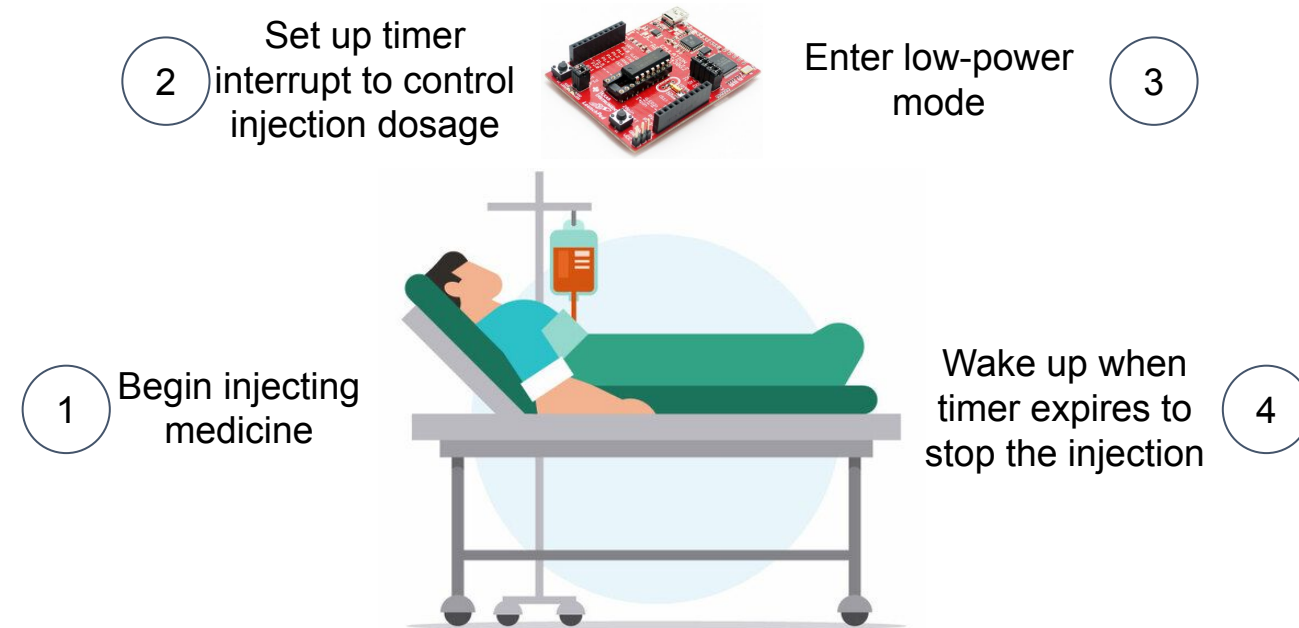 1
Begin injecting
medicine
2
Set up timer
interrupt to control
injection dosage
Enter low-power
mode
3
Wake up when
timer expires to
stop the injection
4